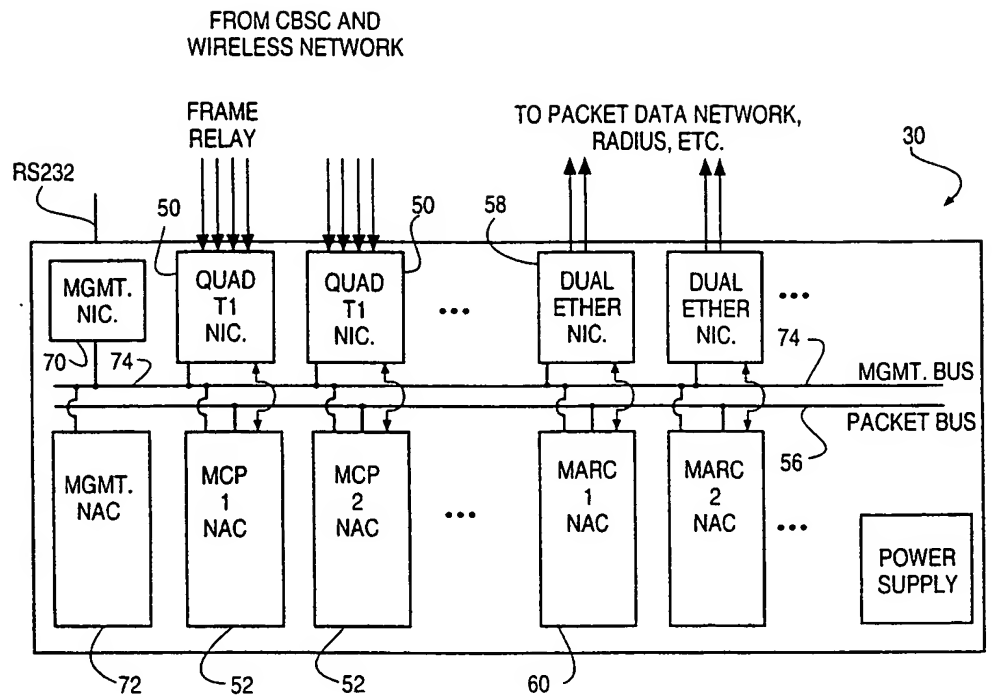 FROM CBSC AND
WIRELESS NETWORK
FRAME
RELAY
TO PACKET DATA NETWORK,
RADIUS, ETC.
30
RS232
50
50
58
MGMT.
NIC.
QUAD
T1
NIC.
QUAD
T1
NIC.
•••
DUAL
ETHER
NIC.
DUAL
ETHER
NIC.
•••
70
74
74
MGMT. BUS
PACKET BUS
56
MGMT.
NAC
MCP
1
NAC
MCP
2
NAC
•••
MARC
1
NAC
MARC
2
NAC
•••
POWER
SUPPLY
72
52
52
60